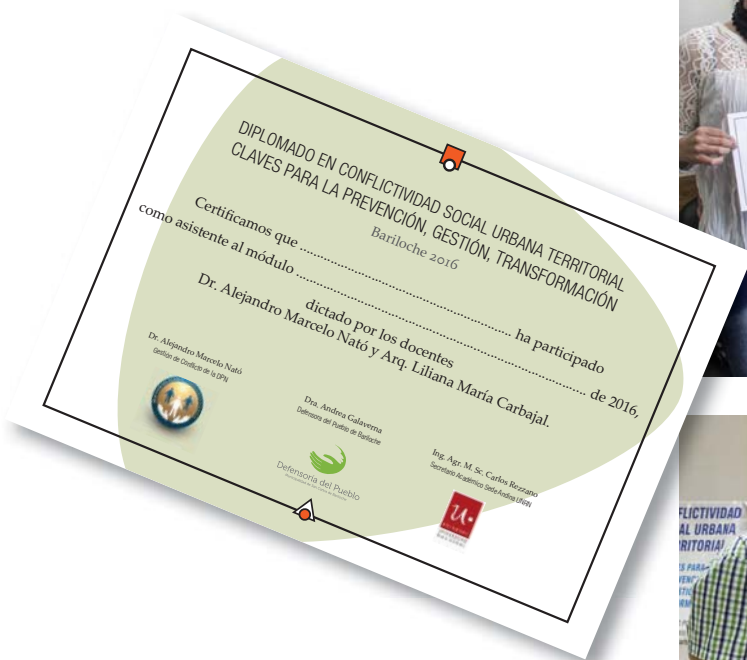 DIPLOMADO EN CONFLICTIVIDAD SOCIAL URBANA TERRITORIAL
CLAVES PARA LA PREVENCIÓN, GESTIÓN, TRANSFORMACIÓN
Bariloche 2016
Certificamos que ........................................................ ha participado
como asistente al módulo ........................................................................ de 2016,
dictado por los docentes
Dr. Alejandro Marcelo Nató y Arq. Liliana María Carbajal.
Dr. Alejandro Marcelo Nató
Gestión de Conflicto de la DPN
Dra. Andrea Galaverna
Defensora del Pueblo de Bariloche
Defensoría del Pueblo
Ing. Agr. M. Sc. Carlos Rezzano
Secretario Académico Sede Andina UNRN
FLICTIVIDAD
AL URBANA
RITORIAL